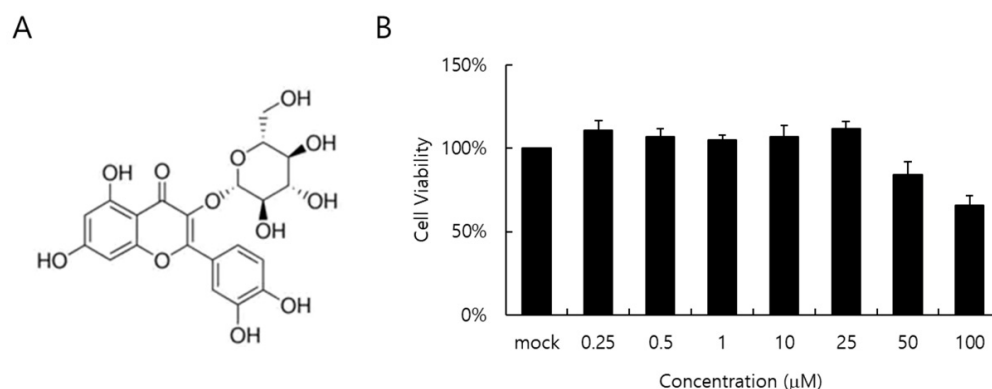 A
B
OH
OH
OH
OH
OH
O
O
O
HO
O
OH
OH
Cell Viability
150%
100%
50%
0%
mock 0.25 0.5 1 10 25 50 100
Concentration (μM)